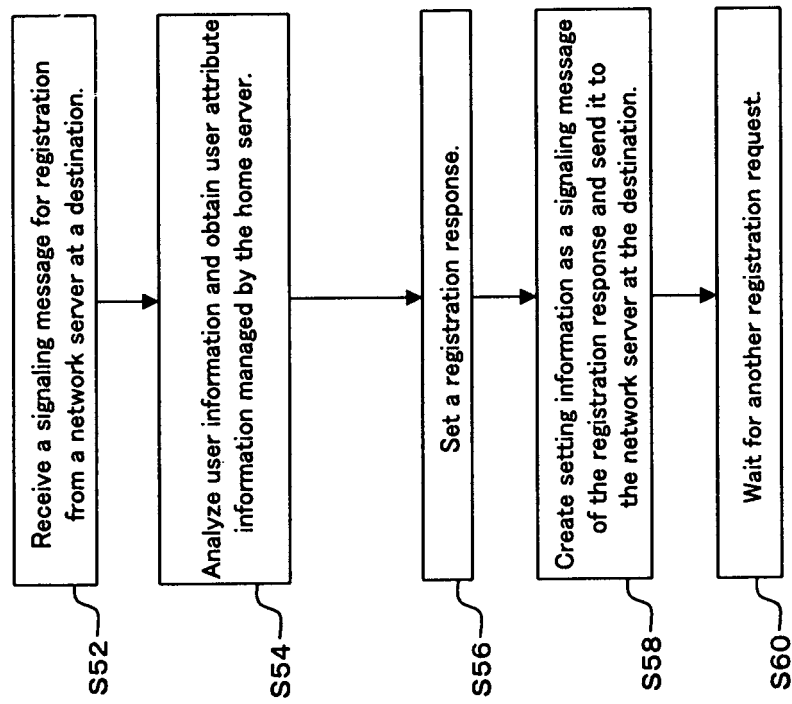 S52
Receive a signaling message for registration
from a network server at a destination.
S54
Analyze user information and obtain user attribute
information managed by the home server.
S56
Set a registration response.
S58
Create setting information as a signaling message
of the registration response and send it to
the network server at the destination.
S60
Wait for another registration request.